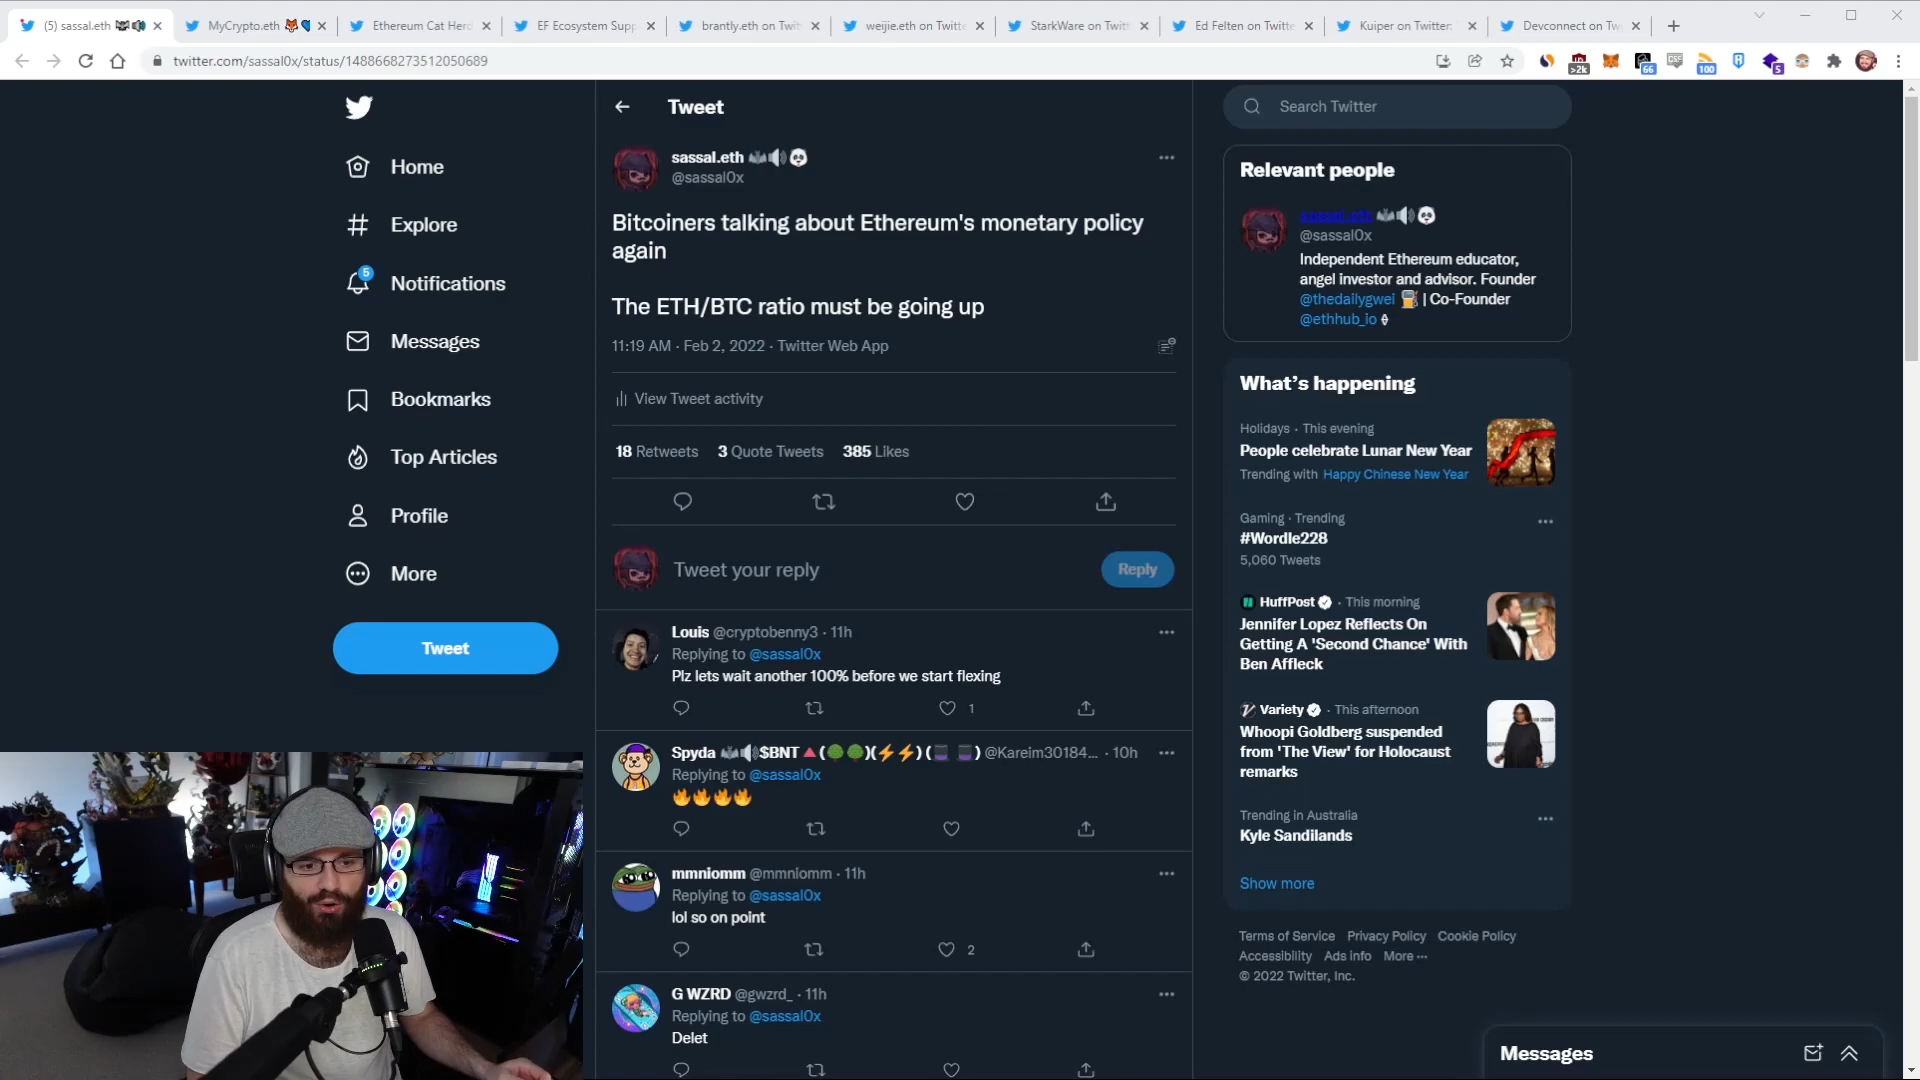 (5) sassal.eth
MyCrypto.eth
Ethereum Cat Herd
EF Ecosystem Supp
brantly.eth on Twit
weijie.eth on Twitte
StarkWare on Twitt
Ed Felten on Twitte
Kuiper on Twitter:
Devconnect on Tw
twitter.com/sassal0x/status/1488668273512050689
>2k
66
100
5
Home
Explore
5
Notifications
Messages
Bookmarks
Top Articles
Profile
More
Tweet
Tweet
sassal.eth 🦇🔊🐼
@sassal0x
Bitcoiners talking about Ethereum's monetary policy
again
The ETH/BTC ratio must be going up
11:19 AM · Feb 2, 2022 · Twitter Web App
View Tweet activity
18 Retweets 3 Quote Tweets 385 Likes
Tweet your reply
Reply
Louis @cryptobenny3 · 11h
Replying to @sassal0x
Plz lets wait another 100% before we start flexing
1
Spyda 🦇🔊$BNT🔺(🌳🌳)(⚡⚡)(🎩🎩) @Kareim30184... · 10h
Replying to @sassal0x
🔥🔥🔥🔥
mmniomm @mmniomm · 11h
Replying to @sassal0x
lol so on point
2
G WZRD @gwzrd_ · 11h
Replying to @sassal0x
Delet
Search Twitter
Relevant people
sassal.eth 🦇🔊🐼
@sassal0x
Independent Ethereum educator,
angel investor and advisor. Founder
@thedailygwei ⛽ | Co-Founder
@ethhub_io
What's happening
Holidays · This evening
People celebrate Lunar New Year
Trending with Happy Chinese New Year
Gaming · Trending
#Wordle228
5,060 Tweets
HuffPost · This morning
Jennifer Lopez Reflects On
Getting A 'Second Chance' With
Ben Affleck
Variety · This afternoon
Whoopi Goldberg suspended
from 'The View' for Holocaust
remarks
Trending in Australia
Kyle Sandilands
Show more
Terms of Service Privacy Policy Cookie Policy
Accessibility Ads info More ···
© 2022 Twitter, Inc.
Messages